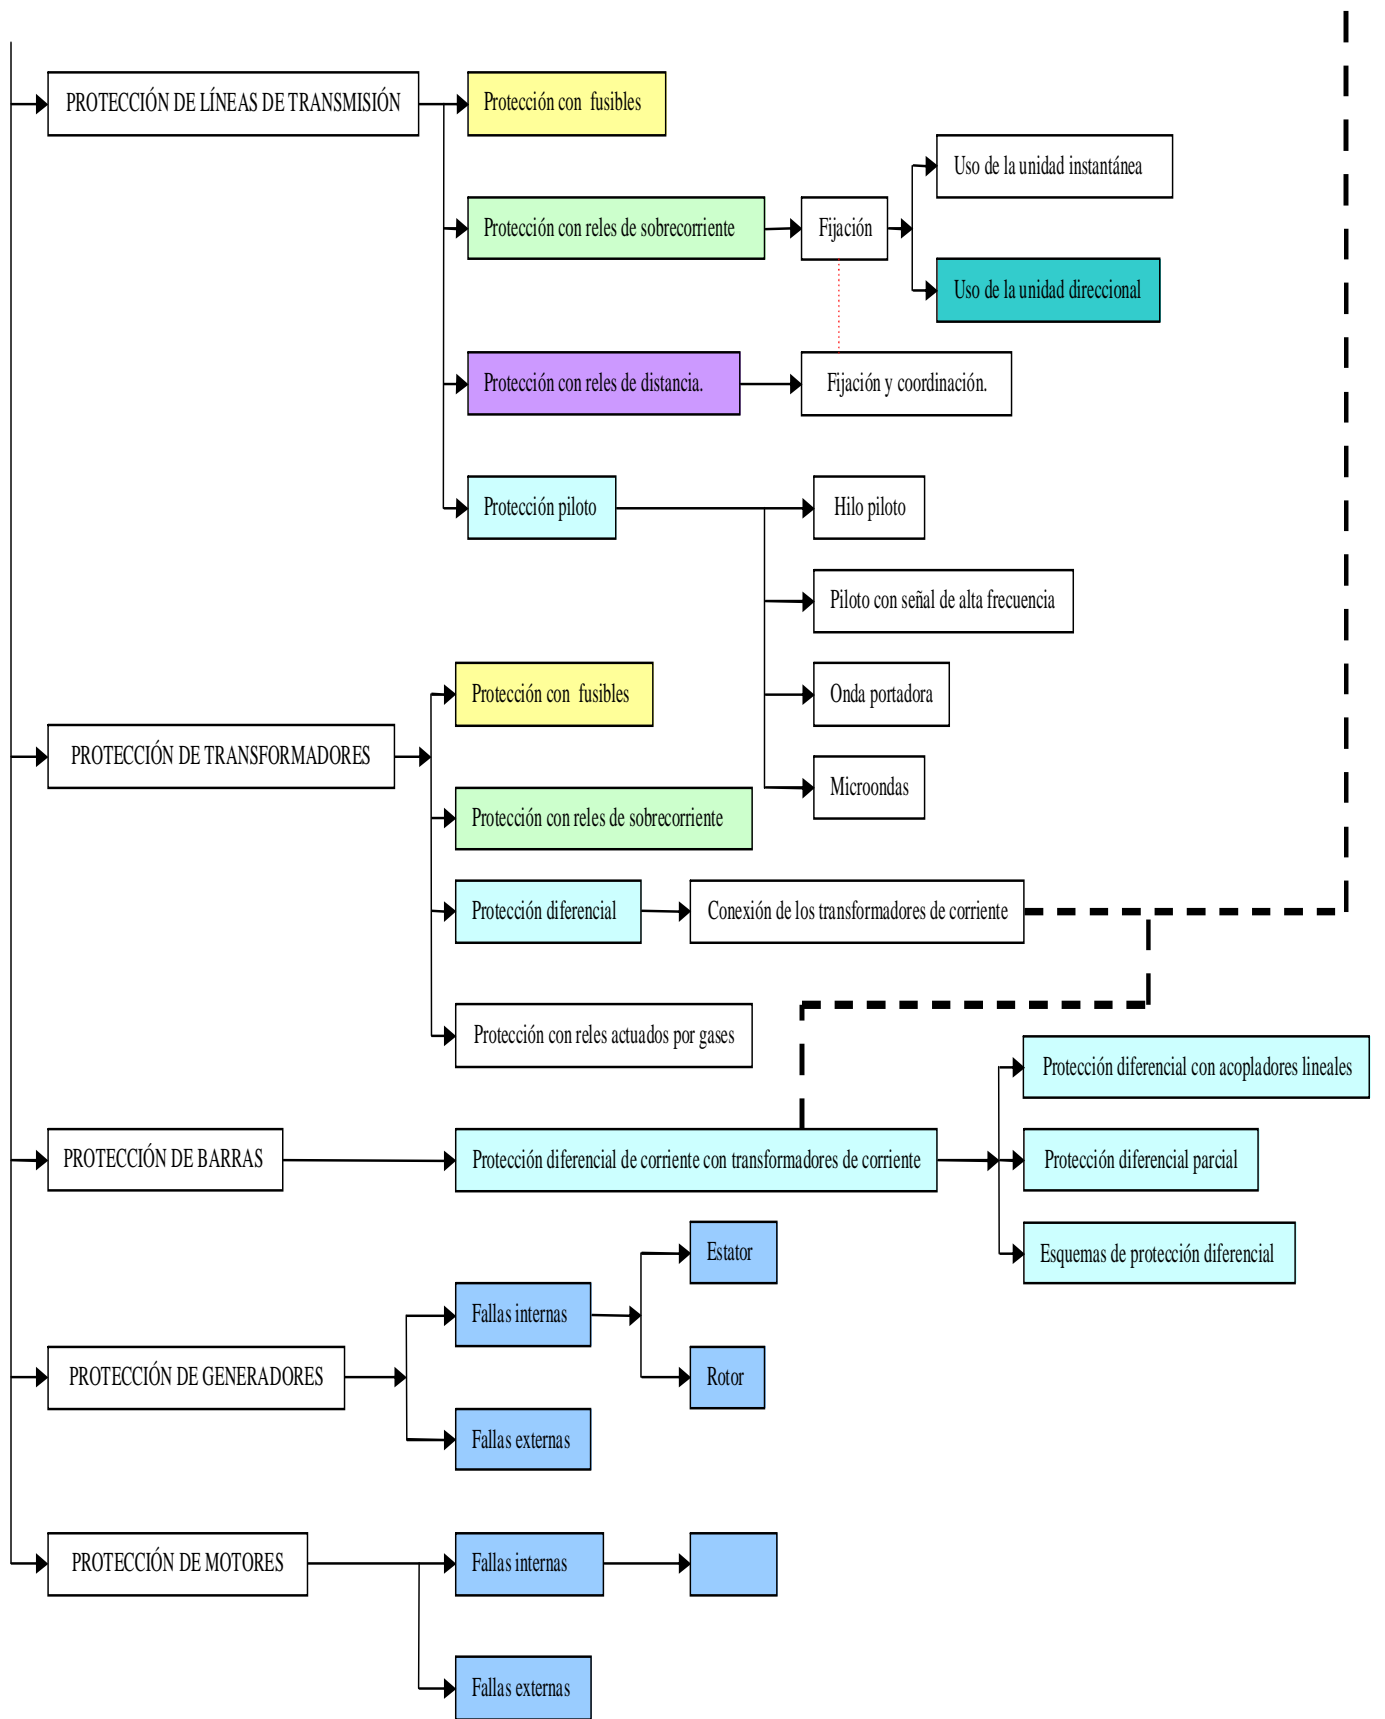 PROTECCIÓN DE LÍNEAS DE TRANSMISIÓN
Protección con fusibles
Uso de la unidad instantánea
Protección con reles de sobrecorriente
Fijación
Uso de la unidad direccional
Protección con reles de distancia.
Fijación y coordinación.
Protección piloto
Hilo piloto
Piloto con señal de alta frecuencia
Onda portadora
Microondas
PROTECCIÓN DE TRANSFORMADORES
Protección con fusibles
Protección con reles de sobrecorriente
Protección diferencial
Conexión de los transformadores de corriente
Protección con reles actuados por gases
PROTECCIÓN DE BARRAS
Protección diferencial de corriente con transformadores de corriente
Protección diferencial con acopladores lineales
Protección diferencial parcial
Esquemas de protección diferencial
PROTECCIÓN DE GENERADORES
Fallas internas
Estator
Rotor
Fallas externas
PROTECCIÓN DE MOTORES
Fallas internas
Fallas externas